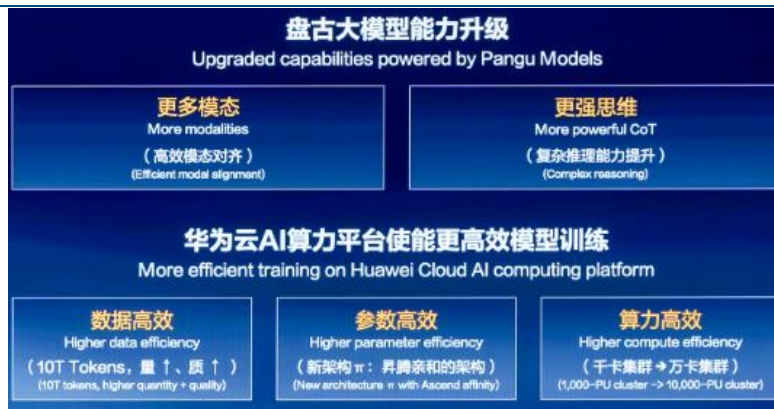 盘古大模型能力升级
Upgraded capabilities powered by Pangu Models
更多模态
More modalities
（高效模态对齐）
(Efficient modal alignment)
更强思维
More powerful CoT
（复杂推理能力提升）
(Complex reasoning)
华为云AI算力平台使能更高效模型训练
More efficient training on Huawei Cloud AI computing platform
数据高效
Higher data efficiency
（10T Tokens，量↑、质↑）
(10T tokens, higher quantity + quality)
参数高效
Higher parameter efficiency
（新架构π：昇腾亲和的架构）
(New architecture π with Ascend affinity)
算力高效
Higher compute efficiency
（千卡集群→万卡集群）
(1,000-PU cluster -> 10,000-PU cluster)